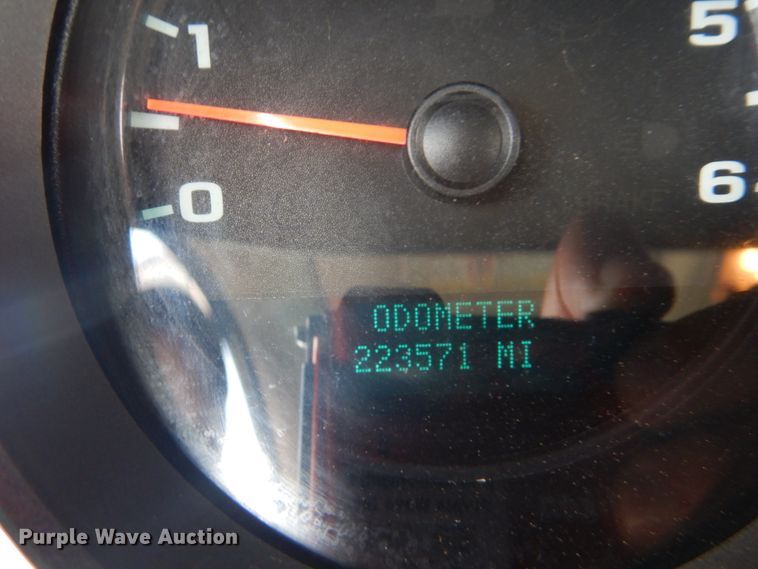 1
0
5
6
ODOMETER
223571 MI
Purple Wave Auction®